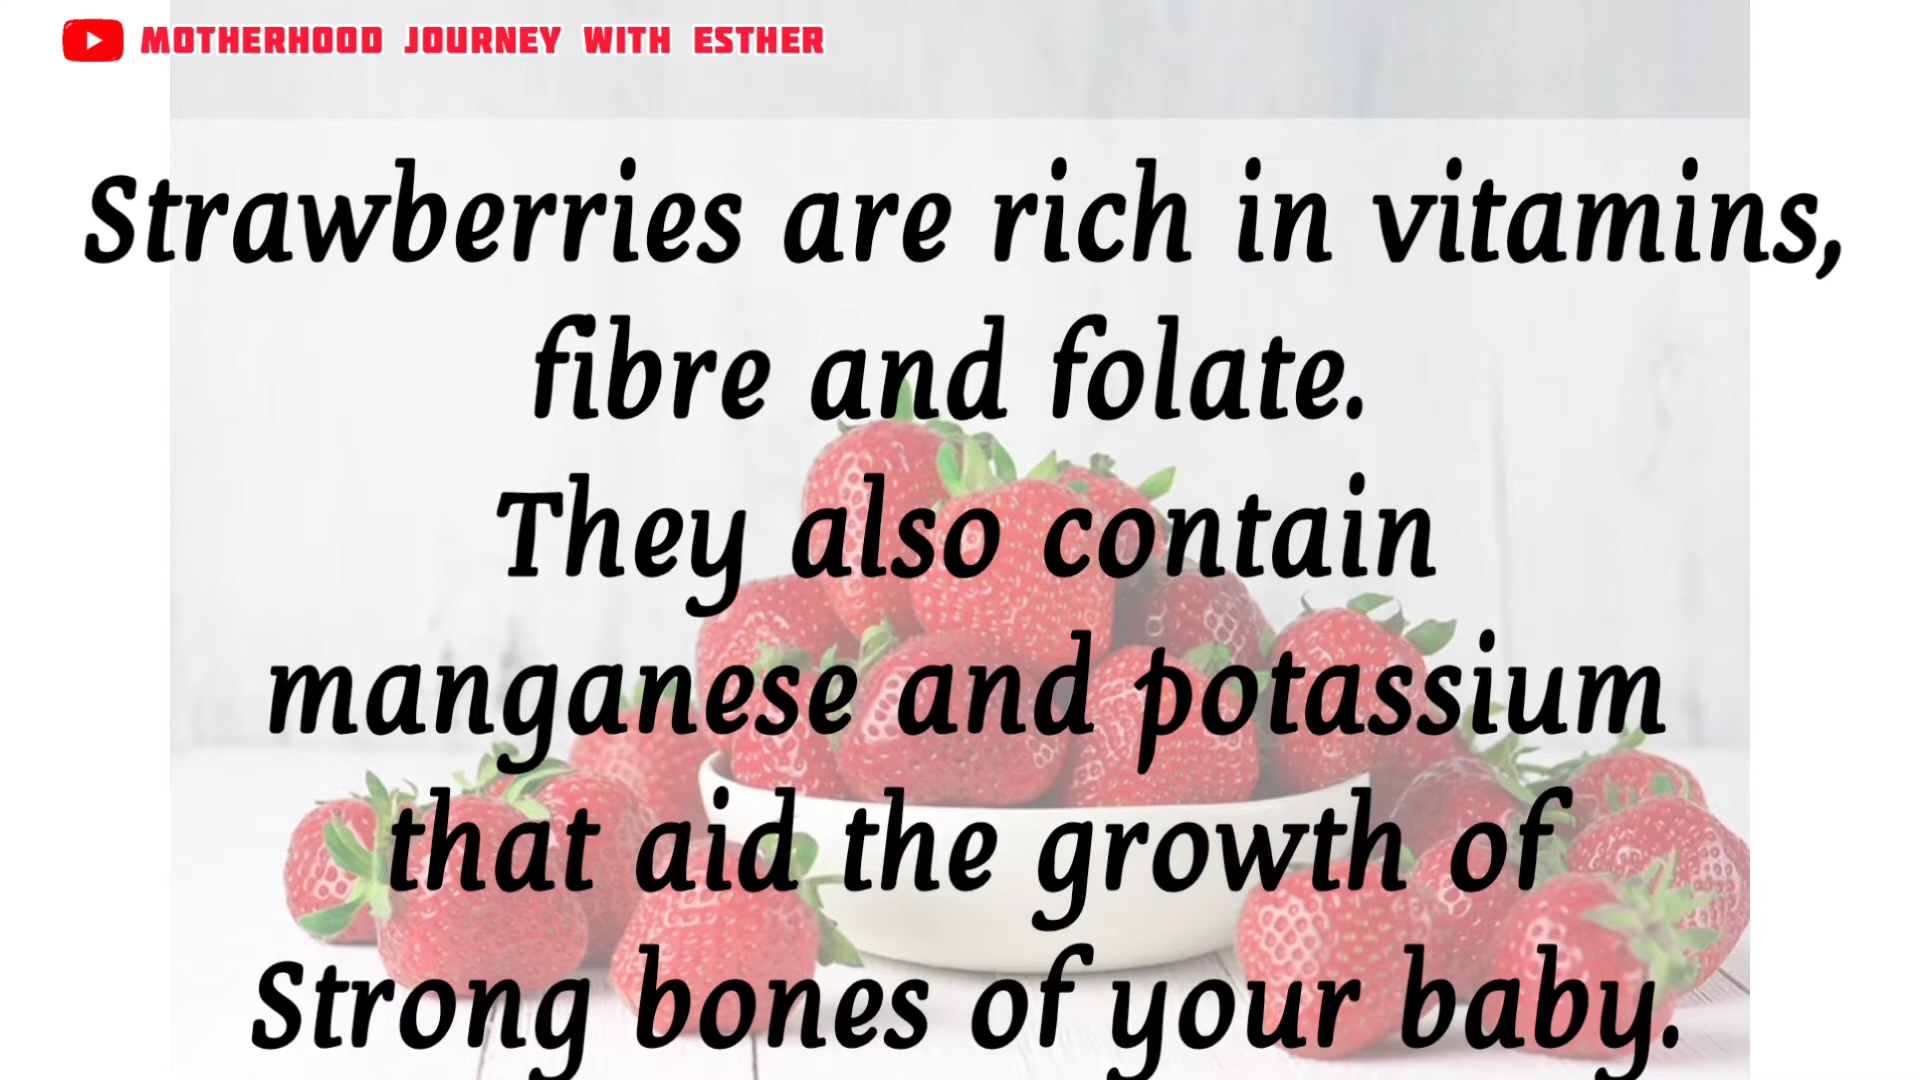 MOTHERHOOD JOURNEY WITH ESTHER
Strawberries are rich in vitamins,
fibre and folate.
They also contain
manganese and potassium
that aid the growth of
Strong bones of your baby.